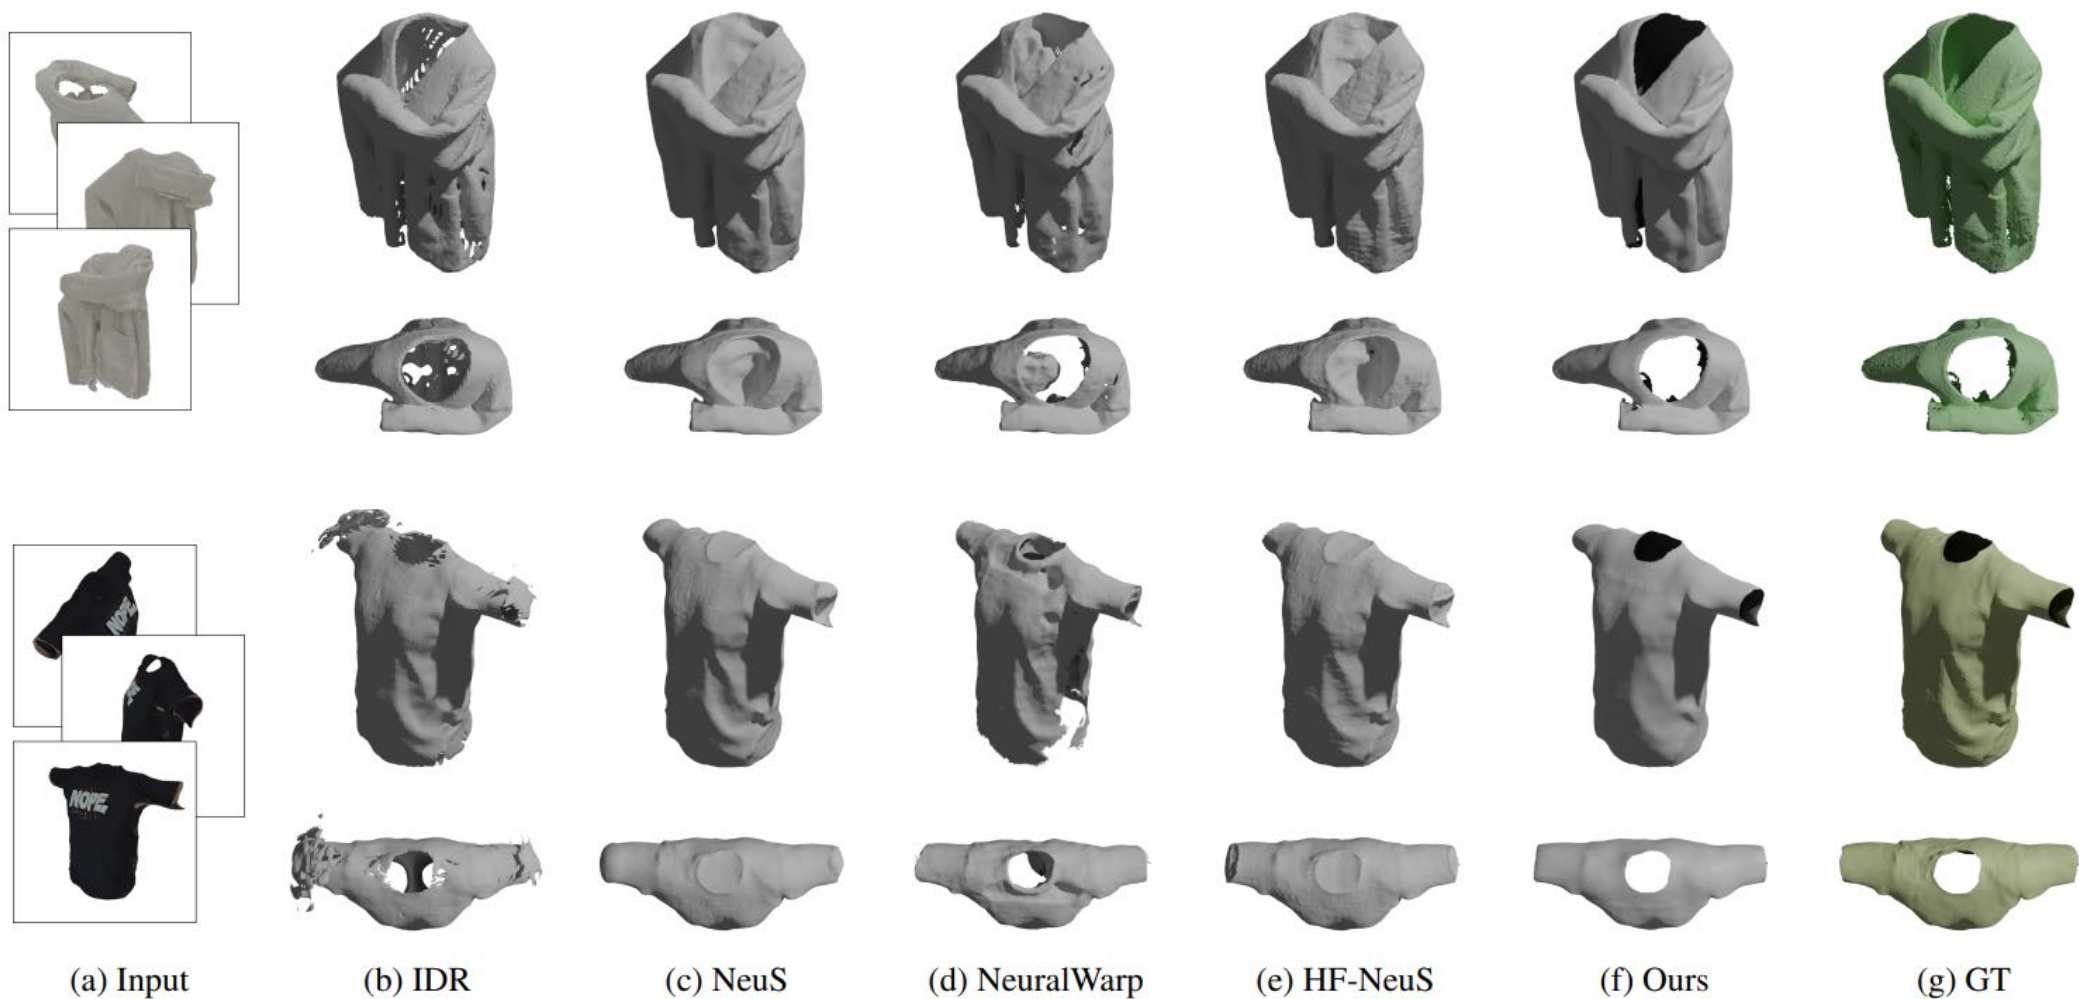 NOPE
NOPE
(a) Input
(b) IDR
(c) NeuS
(d) NeuralWarp
(e) HF-NeuS
(f) Ours
(g) GT